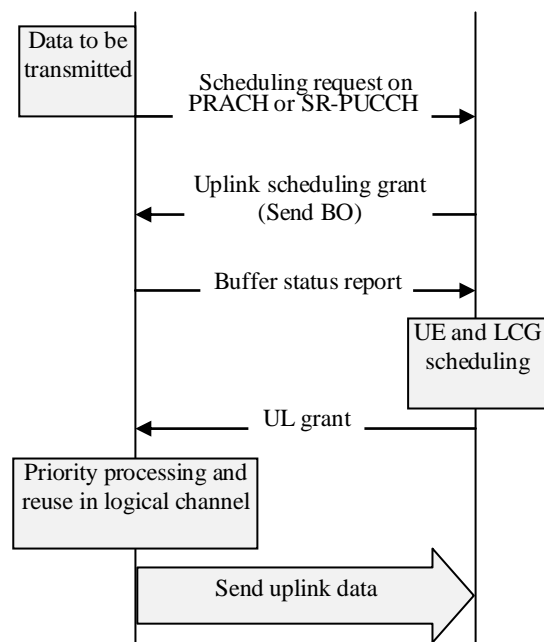 Data to be
transmitted
Scheduling request on
PRACH or SR-PUCCH
Uplink scheduling grant
(Send BO)
Buffer status report
UE and LCG
scheduling
UL grant
Priority processing and
reuse in logical channel
Send uplink data